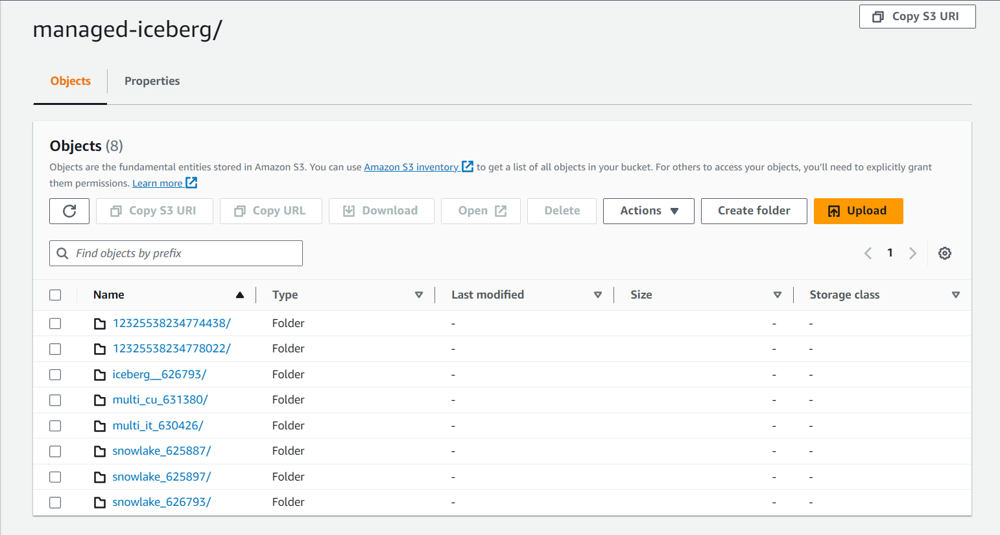 Copy S3 URI
managed-iceberg/
Objects Properties
Objects (8)
Objects are the fundamental entities stored in Amazon S3. You can use Amazon S3 inventory to get a list of all objects in your bucket. For others to access your objects, you’ll need to explicitly grant
them permissions. Learn more
Copy S3 URI Copy URL Download Open Delete Actions Create folder Upload
Find objects by prefix 1
Name Type Last modified Size Storage class
12325538234774438/ Folder - - -
12325538234778022/ Folder - - -
iceberg__626793/ Folder - - -
multi_cu_631380/ Folder - - -
multi_it_630426/ Folder - - -
snowlake_625887/ Folder - - -
snowlake_625897/ Folder - - -
snowlake_626793/ Folder - - -